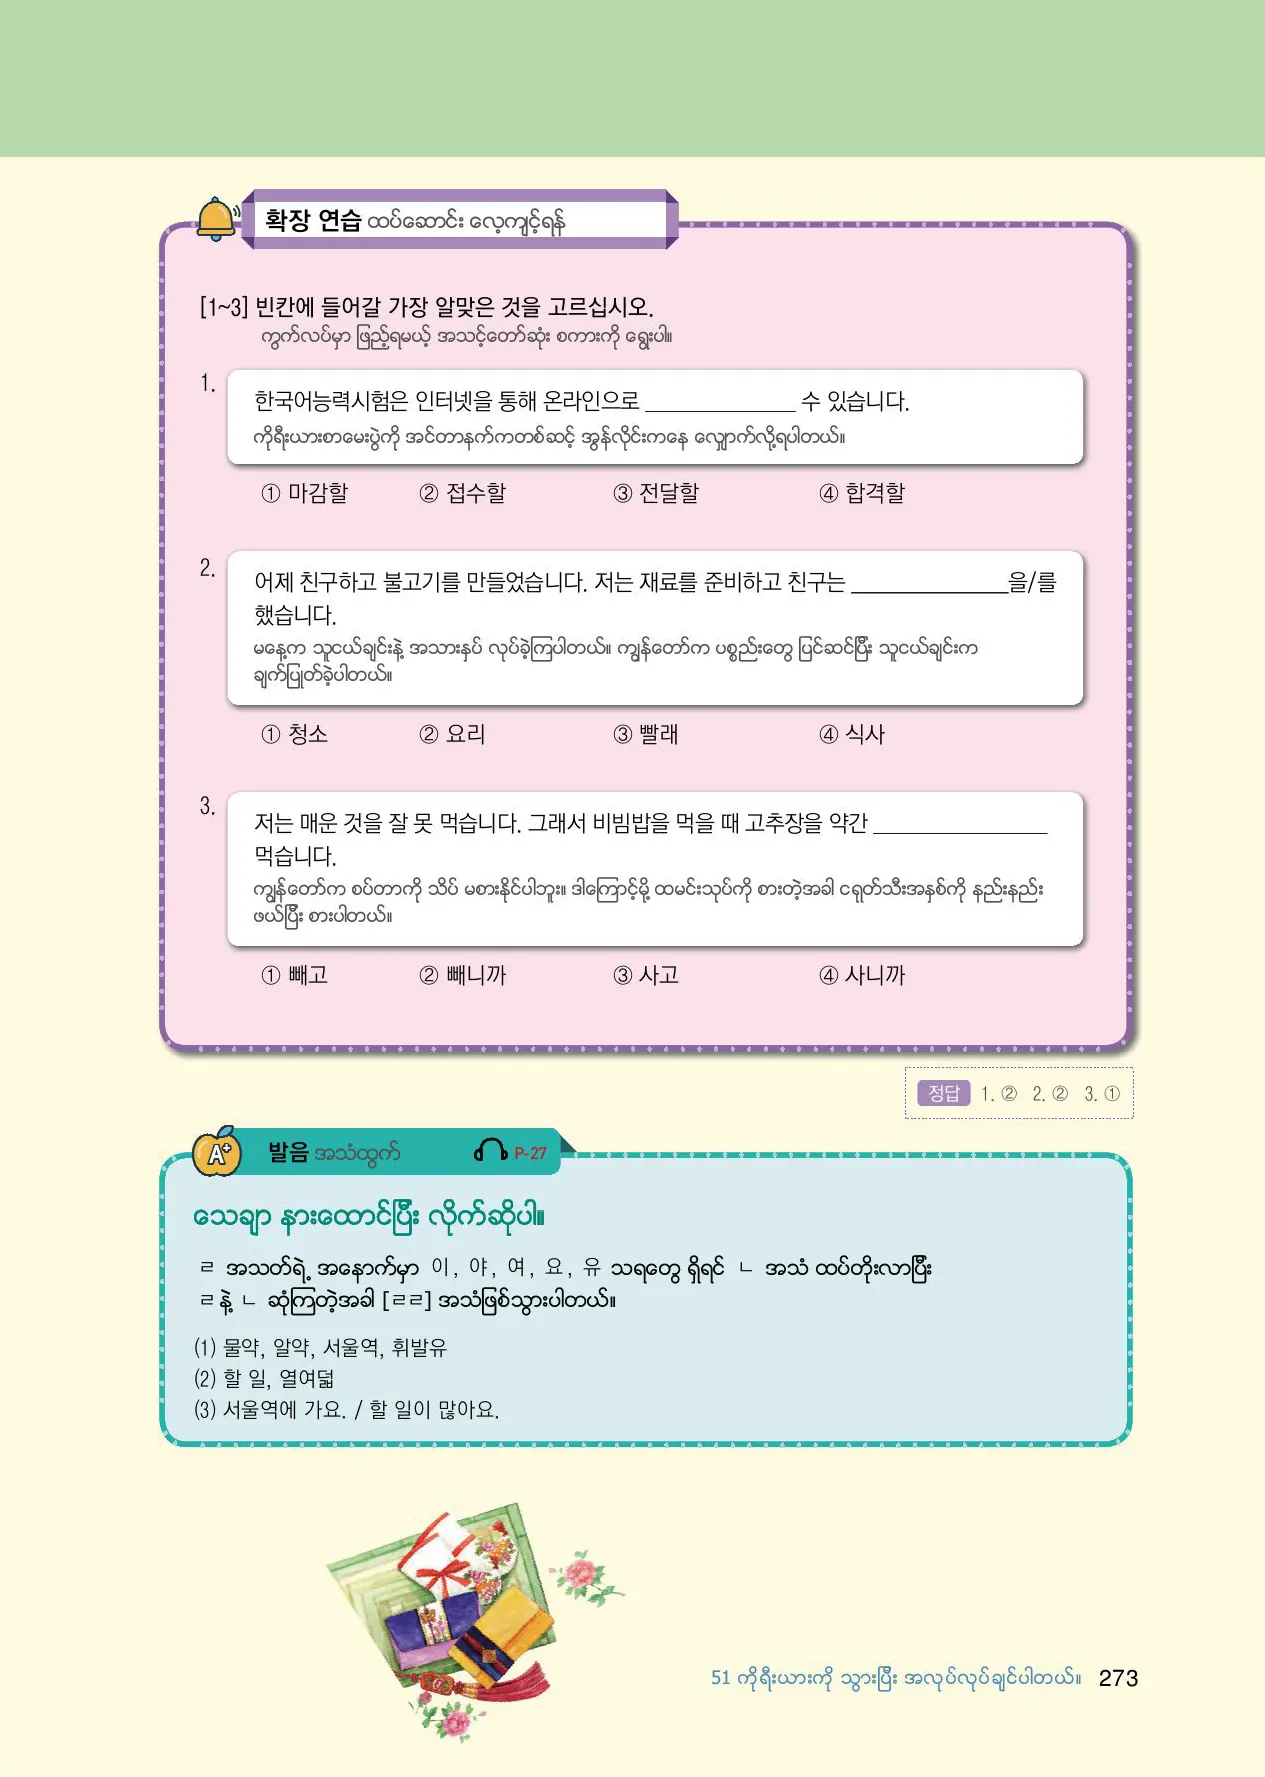 확장 연습 ထပ်ဆောင်း လေ့ကျင့်ရန်
[1~3] 빈칸에 들어갈 가장 알맞은 것을 고르십시오.
ကွက်လပ်မှာ ဖြည့်ရမယ့် အသင့်တော်ဆုံး စကားကို ရွေးပါ။
1.
한국어능력시험은 인터넷을 통해 온라인으로 ______________ 수 있습니다.
ကိုရီးယားစာမေးပွဲကို အင်တာနက်ကတစ်ဆင့် အွန်လိုင်းကနေ လျှောက်လို့ရပါတယ်။
① 마감할 ② 접수할 ③ 전달할 ④ 합격할
2.
어제 친구하고 불고기를 만들었습니다. 저는 재료를 준비하고 친구는 ______________을/를
했습니다.
မနေ့က သူငယ်ချင်းနဲ့ အသားနှပ် လုပ်ခဲ့ကြပါတယ်။ ကျွန်တော်က ပစ္စည်းတွေ ပြင်ဆင်ပြီး သူငယ်ချင်းက
ချက်ပြုတ်ခဲ့ပါတယ်။
① 청소 ② 요리 ③ 빨래 ④ 식사
3.
저는 매운 것을 잘 못 먹습니다. 그래서 비빔밥을 먹을 때 고추장을 약간 ________________
먹습니다.
ကျွန်တော်က စပ်တာကို သိပ် မစားနိုင်ပါဘူး။ ဒါကြောင့်မို့ ထမင်းသုပ်ကို စားတဲ့အခါ ငရုတ်သီးအနှစ်ကို နည်းနည်း
ဖယ်ပြီး စားပါတယ်။
① 빼고 ② 빼니까 ③ 사고 ④ 사니까
정답 1. ② 2. ② 3. ①
A+ 발음 အသံထွက် P-27
သေချာ နားထောင်ပြီး လိုက်ဆိုပါ။
ㄹ အသတ်ရဲ့ အနောက်မှာ 이, 야, 여, 요, 유 သရတွေ ရှိရင် ㄴ အသံ ထပ်တိုးလာပြီး
ㄹ နဲ့ ㄴ ဆုံကြတဲ့အခါ [ㄹㄹ] အသံဖြစ်သွားပါတယ်။
(1) 물약, 알약, 서울역, 휘발유
(2) 할 일, 열여덟
(3) 서울역에 가요. / 할 일이 많아요.
51 ကိုရီးယားကို သွားပြီး အလုပ်လုပ်ချင်ပါတယ်။ 273